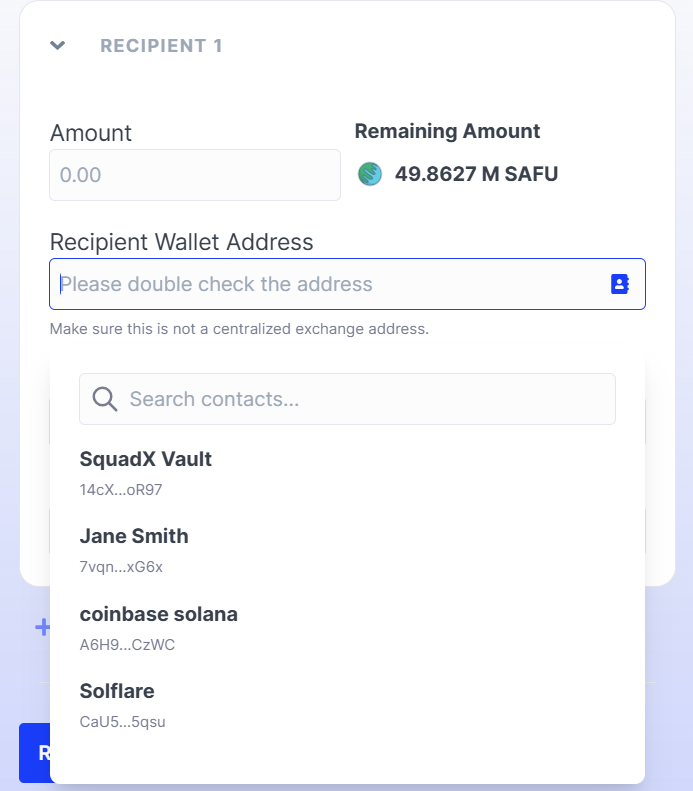 RECIPIENT 1
Amount
Remaining Amount
0.00
49.8627 M SAFU
Recipient Wallet Address
Please double check the address
Make sure this is not a centralized exchange address.
Search contacts...
SquadX Vault
14cX...oR97
Jane Smith
7vqn...xG6x
coinbase solana
A6H9...CzWC
Solflare
CaU5...5qsu